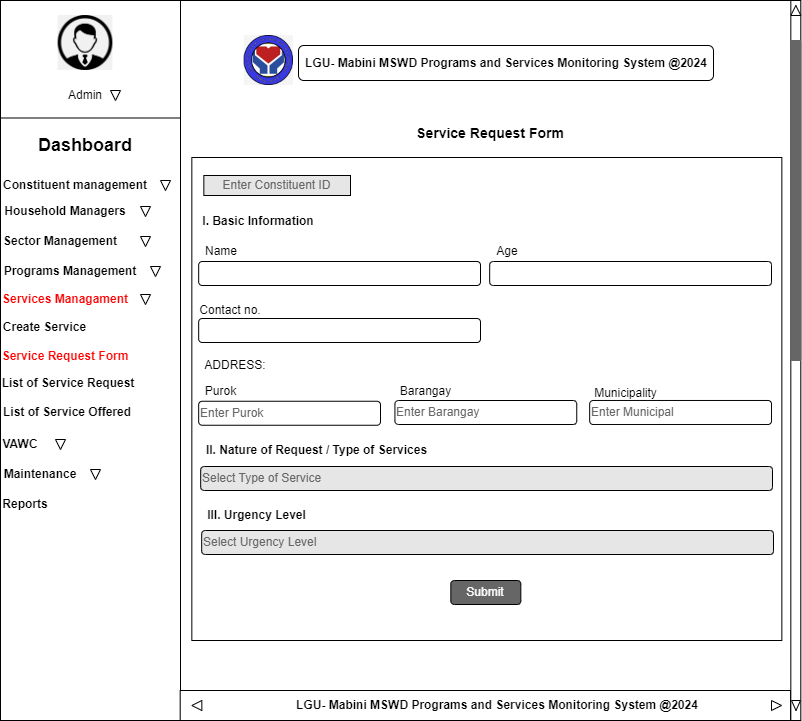 Admin
Dashboard
Constituent management
Household Managers
Sector Management
Programs Management
Services Managament
Create Service
Service Request Form
List of Service Request
List of Service Offered
VAWC
Maintenance
Reports
LGU- Mabini MSWD Programs and Services Monitoring System @2024
Service Request Form
Enter Constituent ID
I. Basic Information
Name Age
Contact no.
ADDRESS:
Purok Barangay Municipality
Enter Purok Enter Barangay Enter Municipal
II. Nature of Request / Type of Services
Select Type of Service
III. Urgency Level
Select Urgency Level
Submit
LGU- Mabini MSWD Programs and Services Monitoring System @2024